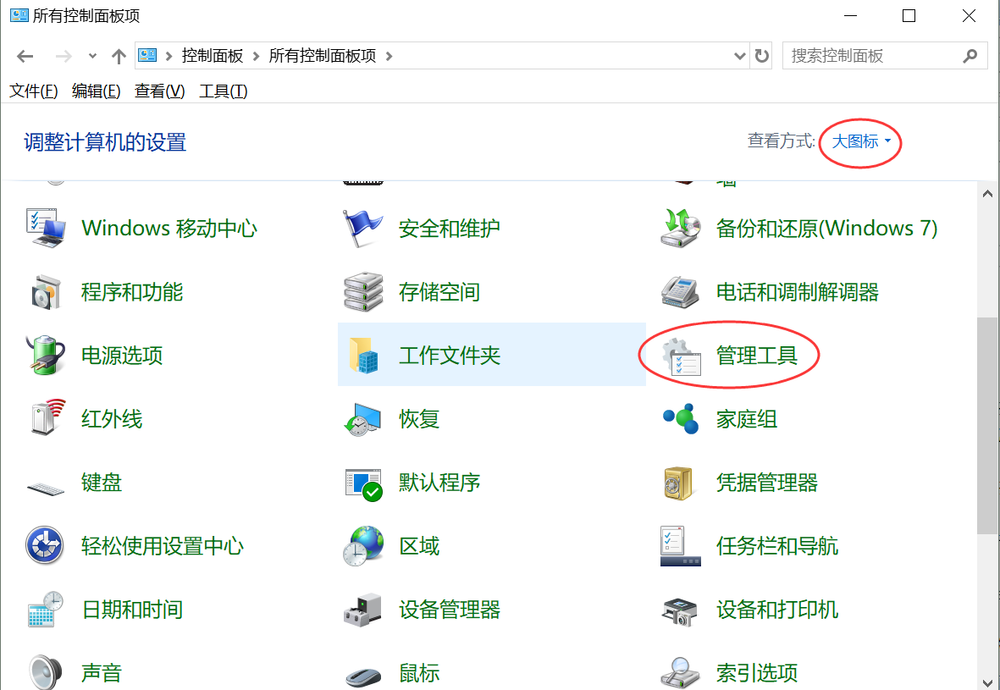 所有控制面板项
控制面板 所有控制面板项
搜索控制面板
文件(F) 编辑(E) 查看(V) 工具(T)
调整计算机的设置
查看方式: 大图标
Windows 移动中心 安全和维护 备份和还原(Windows 7)
程序和功能 存储空间 电话和调制解调器
电源选项 工作文件夹 管理工具
红外线 恢复 家庭组
键盘 默认程序 凭据管理器
轻松使用设置中心 区域 任务栏和导航
日期和时间 设备管理器 设备和打印机
声音 鼠标 索引选项